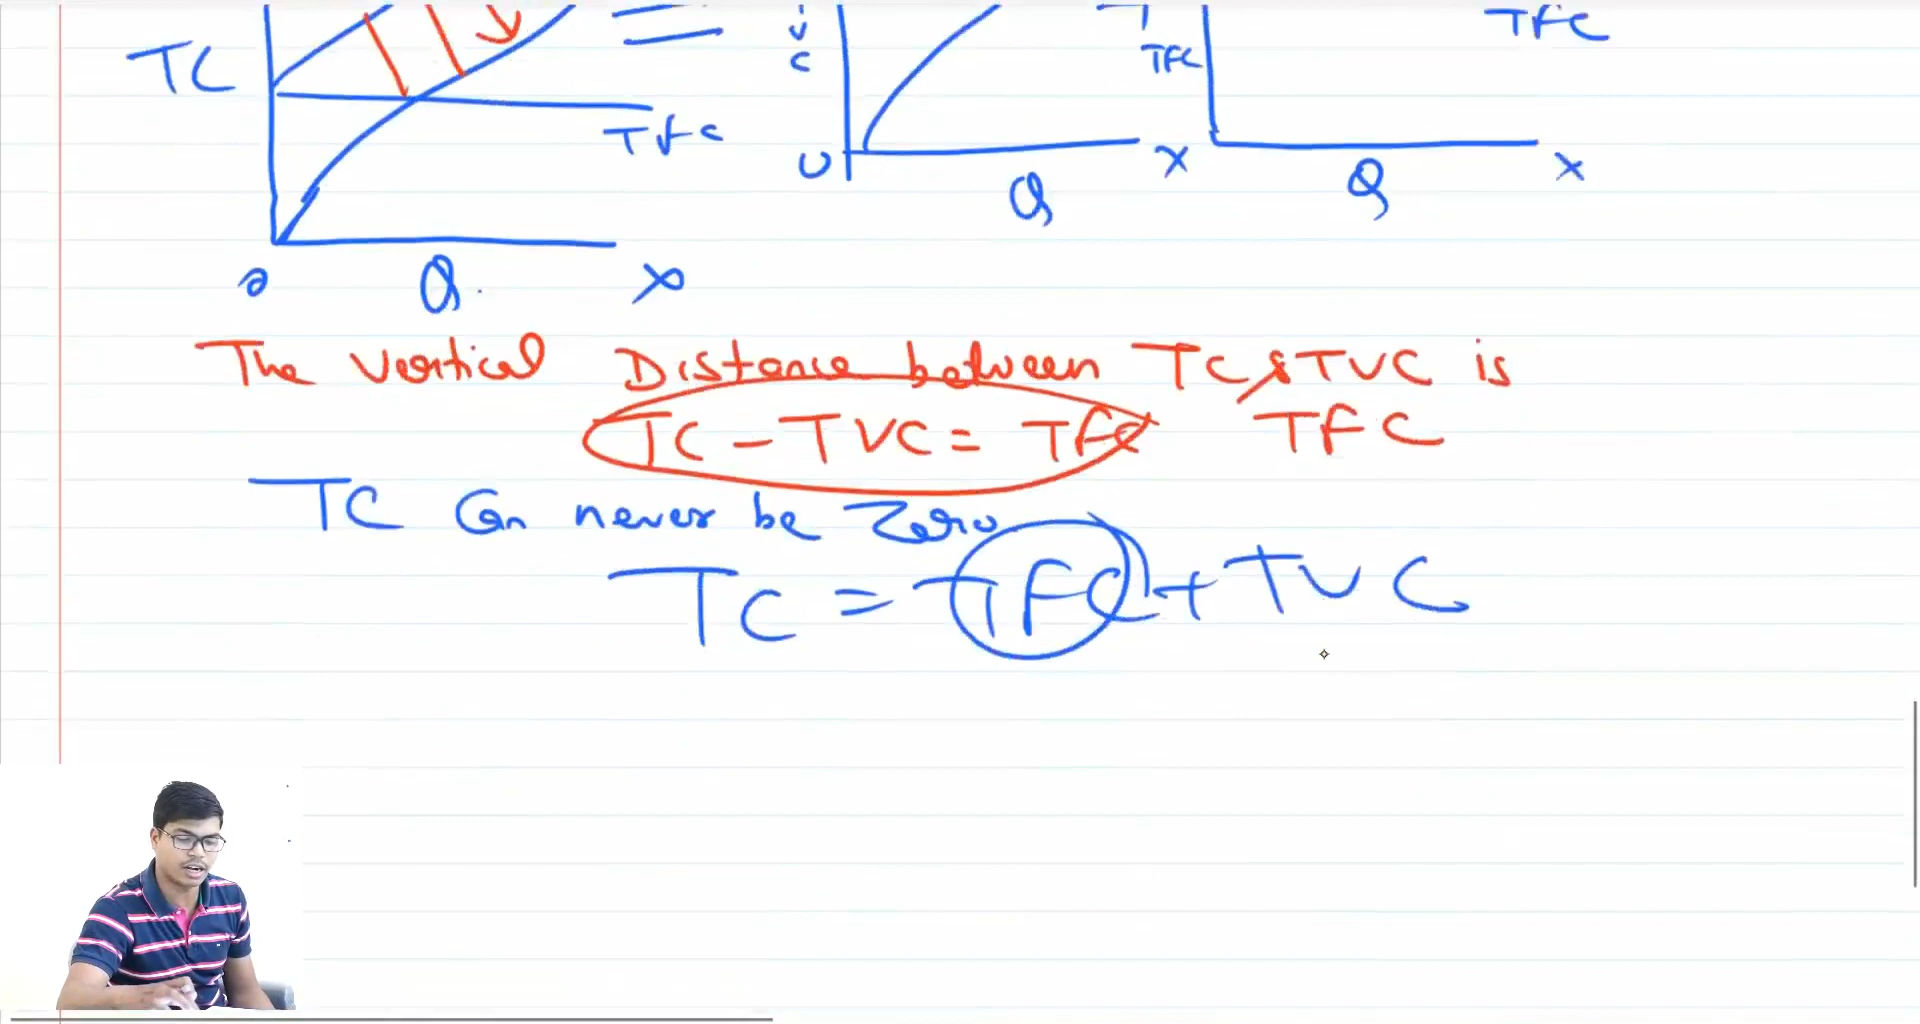 TC
TFC
O Q X
V
C
O Q X
TFC
TFC
Q X
The Vertical Distance between TC & TVC is
TC - TVC = TFC TFC
TC Can never be Zero
TC = TFC + TVC